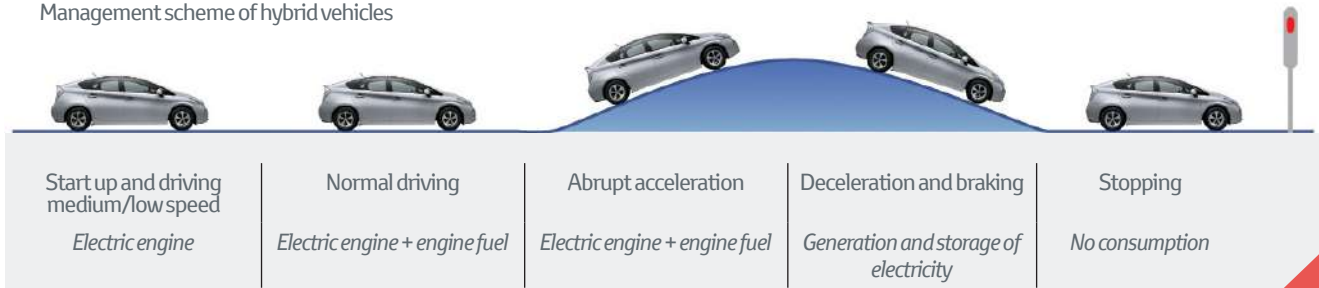 Management scheme of hybrid vehicles
Start up and driving
medium/low speed
Electric engine
Normal driving
Electric engine + engine fuel
Abrupt acceleration
Electric engine + engine fuel
Deceleration and braking
Generation and storage of
electricity
Stopping
No consumption